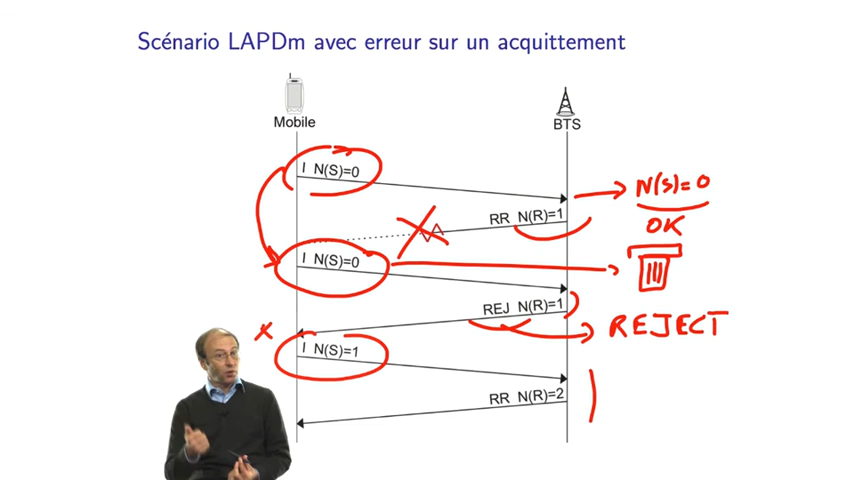 Scénario LAPDm avec erreur sur un acquittement
Mobile
BTS
I N(S)=0
N(S)=0
RR N(R)=1
OK
I N(S)=0
REJ N(R)=1
REJECT
I N(S)=1
RR N(R)=2